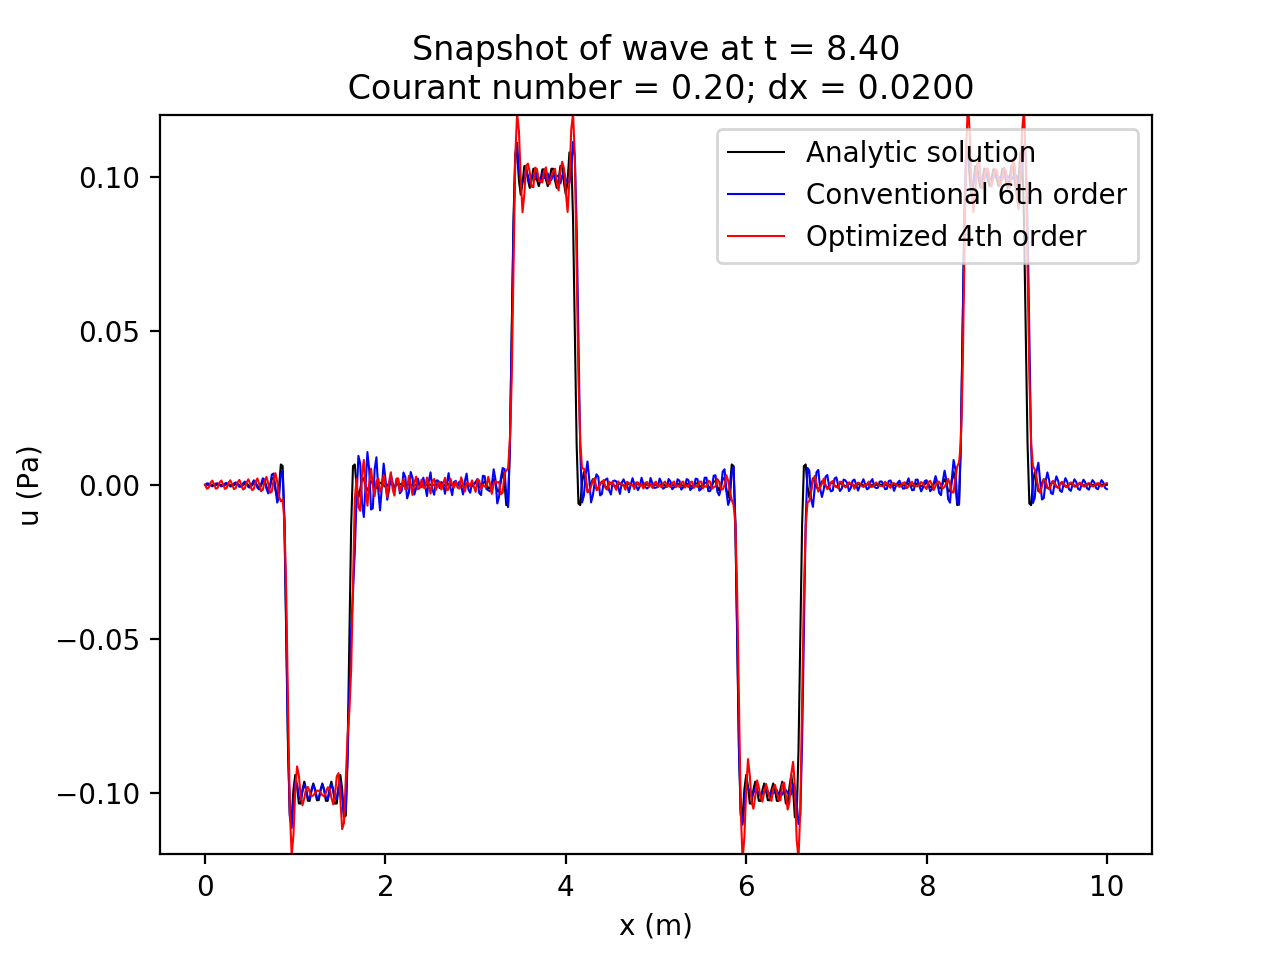 Snapshot of wave at t = 8.40
Courant number = 0.20; dx = 0.0200
Analytic solution
Conventional 6th order
Optimized 4th order
0.10
0.05
0.00
−0.05
−0.10
u (Pa)
0 2 4 6 8 10
x (m)